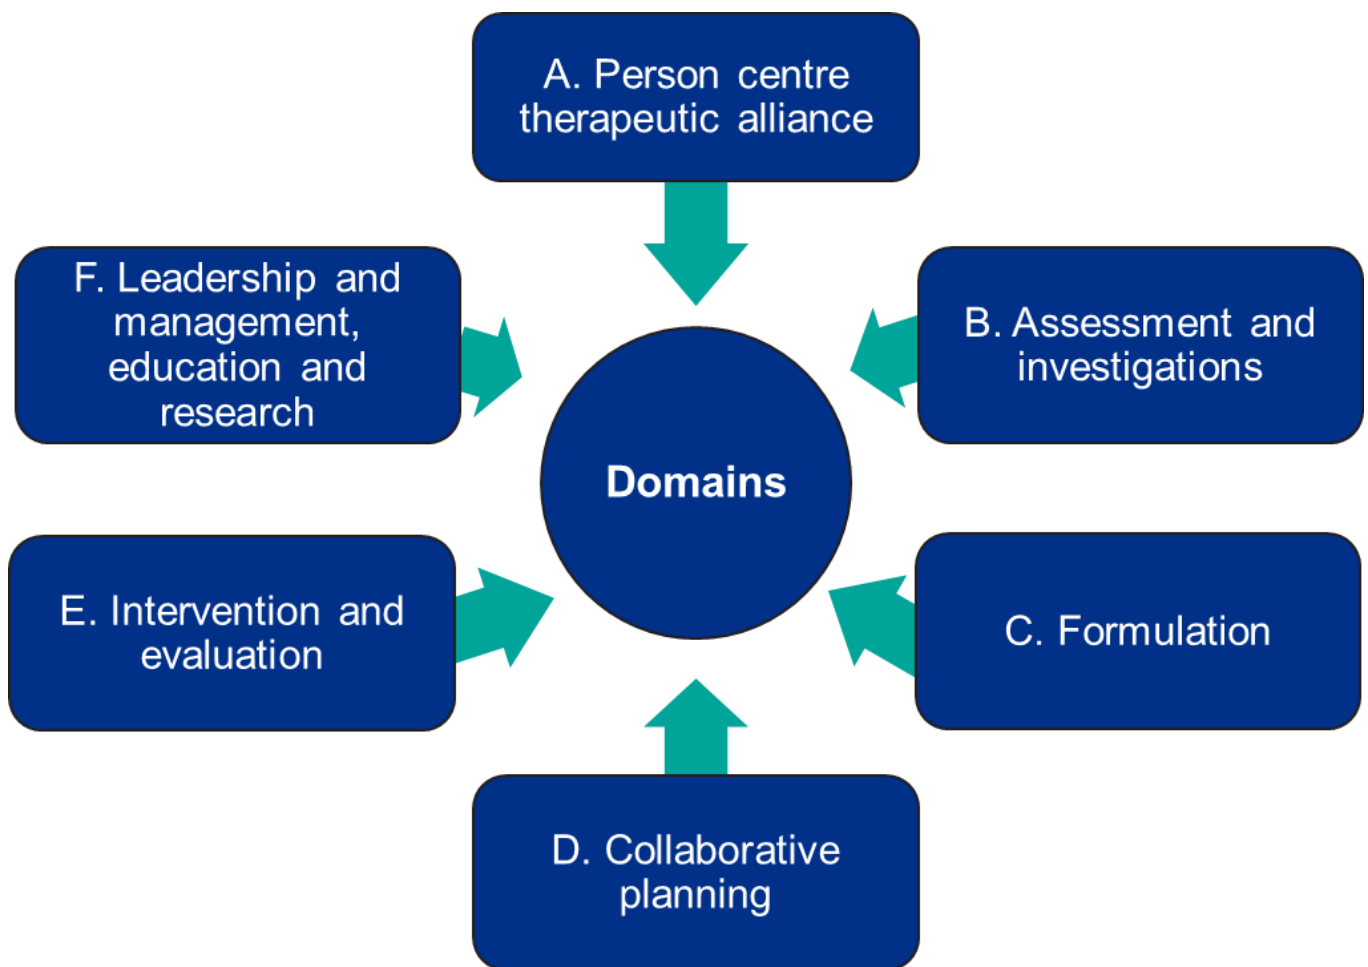 A. Person centre
therapeutic alliance
B. Assessment and
investigations
C. Formulation
D. Collaborative
planning
E. Intervention and
evaluation
F. Leadership and
management,
education and
research
Domains